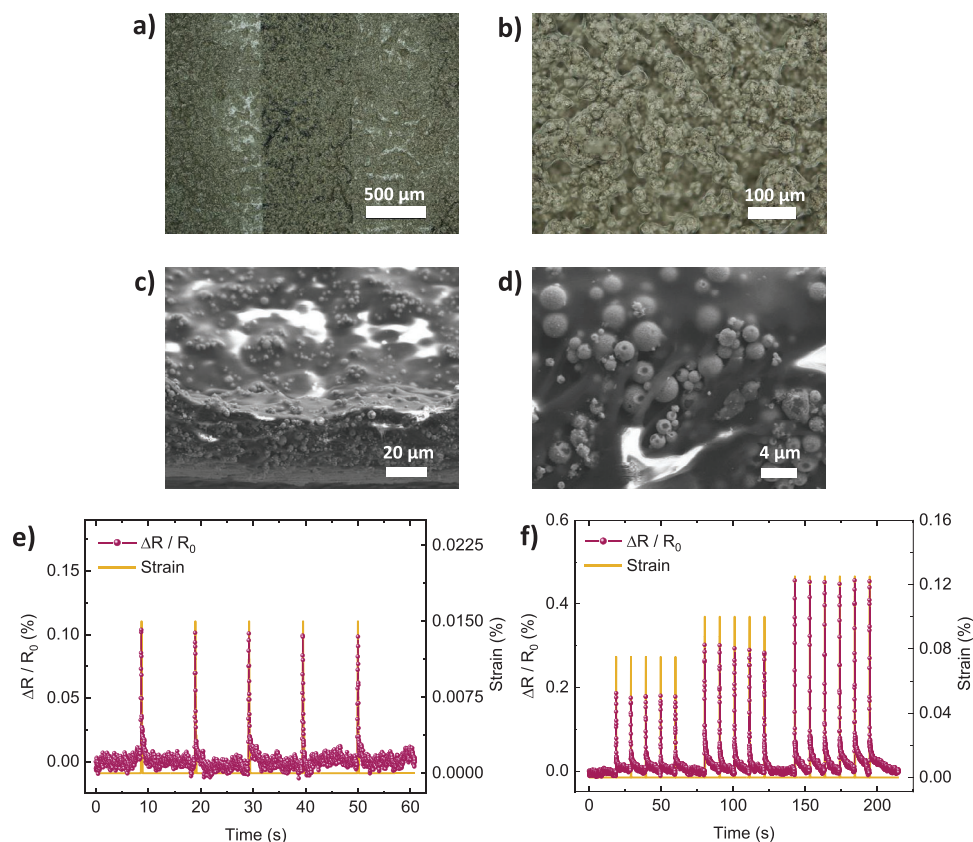 a)
500 µm
b)
100 µm
c)
20 µm
d)
4 µm
e)
ΔR / R₀
Strain
0.15
0.10
0.05
0.00
ΔR / R₀ (%)
0.0225
0.0150
0.0075
0.0000
Strain (%)
0 10 20 30 40 50 60
Time (s)
f)
ΔR / R₀
Strain
0.6
0.4
0.2
0.0
ΔR / R₀ (%)
0.16
0.12
0.08
0.04
0.00
Strain (%)
0 50 100 150 200
Time (s)